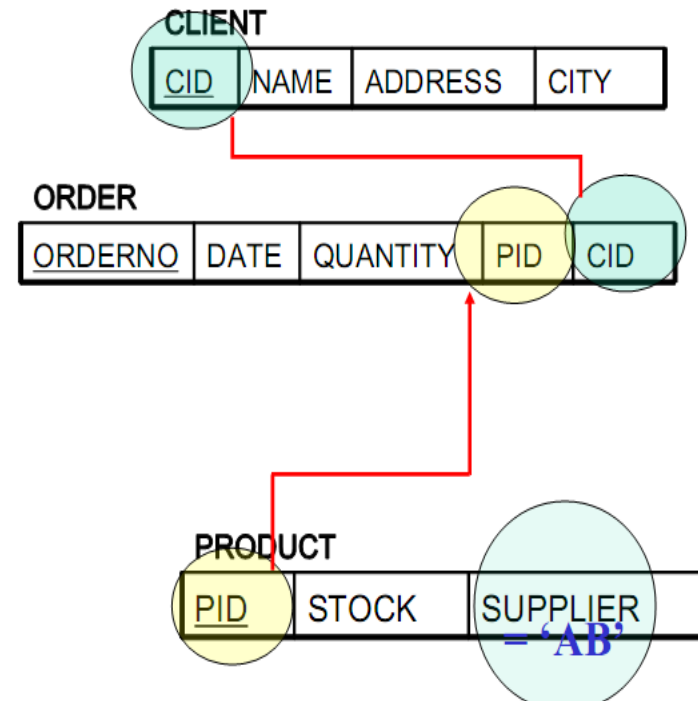 CLIENT
CID NAME ADDRESS CITY
ORDER
ORDERNO DATE QUANTITY PID CID
PRODUCT
PID STOCK SUPPLIER
= ‘AB’